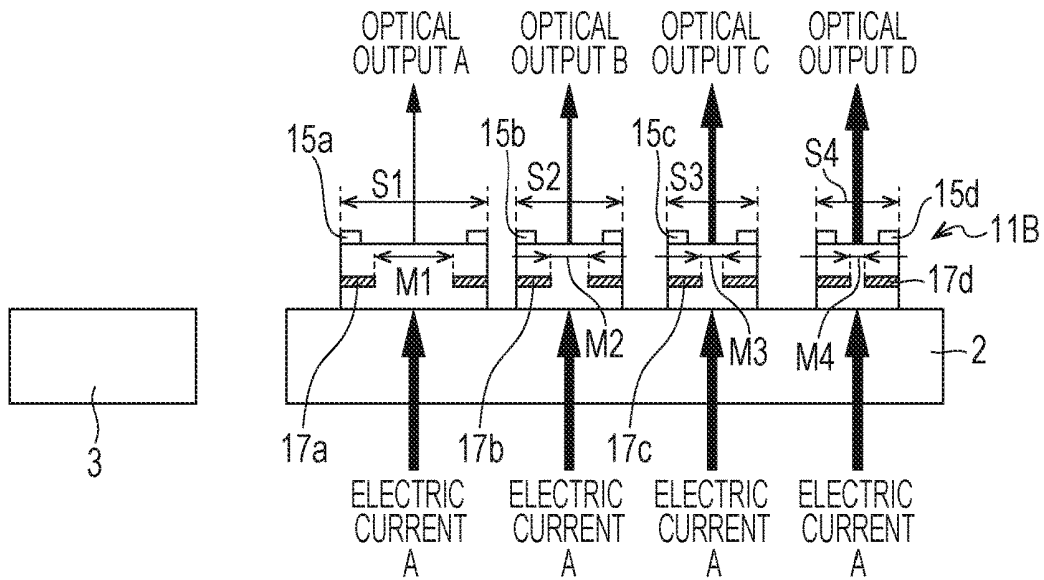 OPTICAL OUTPUT A
OPTICAL OUTPUT B
OPTICAL OUTPUT C
OPTICAL OUTPUT D
15a
15b
15c
15d
S1
S2
S3
S4
11B
M1
M2
M3
M4
17d
2
3
17a
17b
17c
ELECTRIC CURRENT A
ELECTRIC CURRENT A
ELECTRIC CURRENT A
ELECTRIC CURRENT A